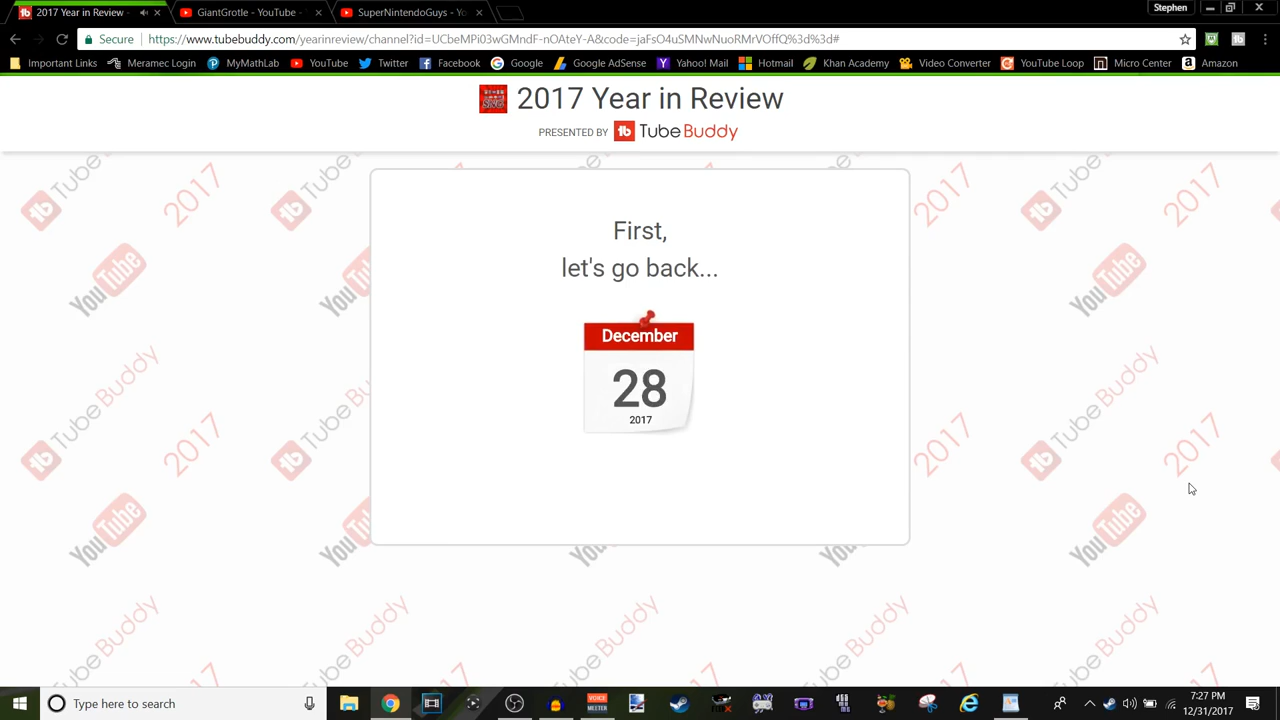 2017 Year in Review -
GiantGrotle - YouTube -
SuperNintendoGuys - Yo
Stephen
Secure
https://www.tubebuddy.com/yearinreview/channel?id=UCbeMPi03wGMndF-nOAteY-A&code=jaFsO4uSMNwNuoRMrVOffQ%3d%3d#
Important Links
Meramec Login
MyMathLab
YouTube
Twitter
Facebook
Google
Google AdSense
Yahoo! Mail
Hotmail
Khan Academy
Video Converter
YouTube Loop
Micro Center
Amazon
2017 Year in Review
PRESENTED BY TubeBuddy
First,
let's go back...
December
28
2017
Type here to search
7:27 PM
12/31/2017